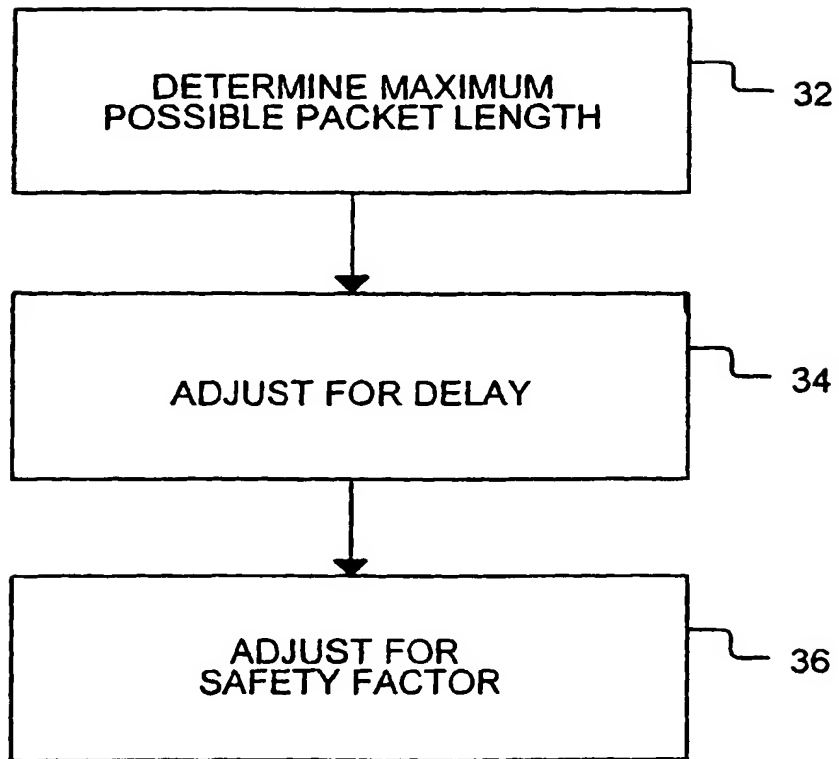 DETERMINE MAXIMUM
POSSIBLE PACKET LENGTH
32
ADJUST FOR DELAY
34
ADJUST FOR
SAFETY FACTOR
36